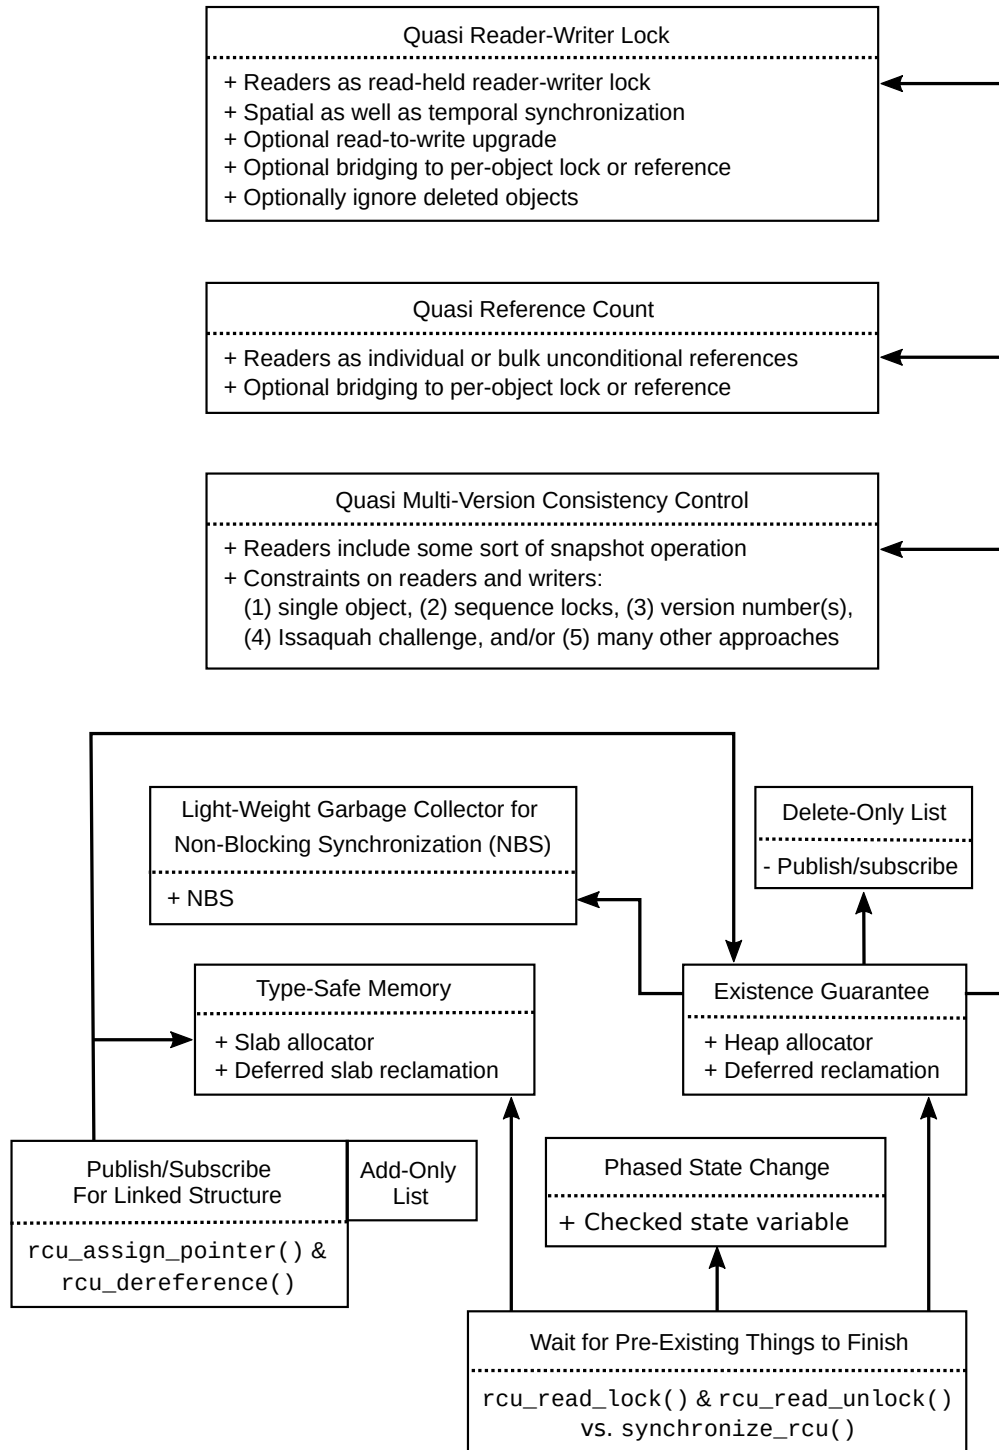 Quasi Reader-Writer Lock
+ Readers as read-held reader-writer lock
+ Spatial as well as temporal synchronization
+ Optional read-to-write upgrade
+ Optional bridging to per-object lock or reference
+ Optionally ignore deleted objects
Quasi Reference Count
+ Readers as individual or bulk unconditional references
+ Optional bridging to per-object lock or reference
Quasi Multi-Version Consistency Control
+ Readers include some sort of snapshot operation
+ Constraints on readers and writers:
(1) single object, (2) sequence locks, (3) version number(s),
(4) Issaquah challenge, and/or (5) many other approaches
Light-Weight Garbage Collector for
Non-Blocking Synchronization (NBS)
+ NBS
Delete-Only List
- Publish/subscribe
Type-Safe Memory
+ Slab allocator
+ Deferred slab reclamation
Existence Guarantee
+ Heap allocator
+ Deferred reclamation
Publish/Subscribe
For Linked Structure
rcu_assign_pointer() &
rcu_dereference()
Add-Only
List
Phased State Change
+ Checked state variable
Wait for Pre-Existing Things to Finish
rcu_read_lock() & rcu_read_unlock()
vs. synchronize_rcu()